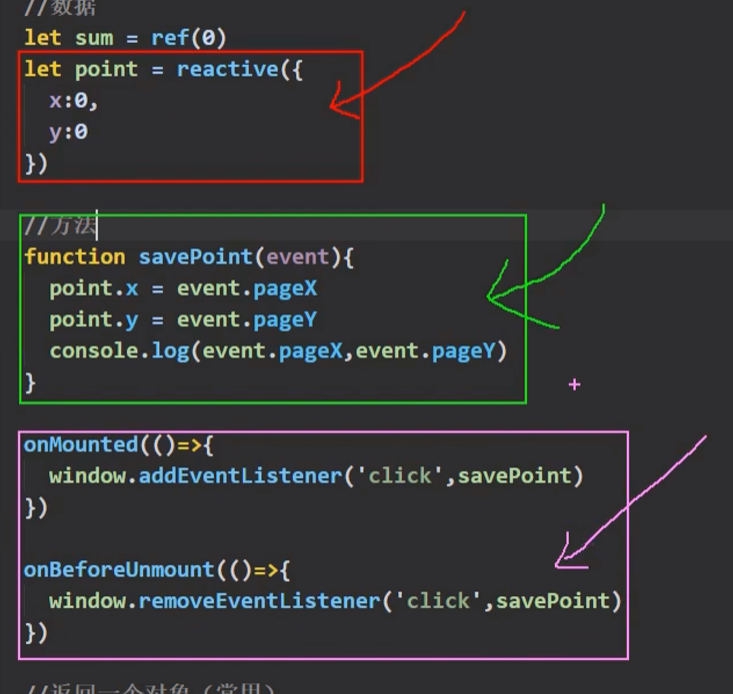 //数据
let sum = ref(0)
let point = reactive({
  x:0,
  y:0
})
//方法
function savePoint(event){
  point.x = event.pageX
  point.y = event.pageY
  console.log(event.pageX,event.pageY)
}
onMounted(()=>{
  window.addEventListener('click',savePoint)
})
onBeforeUnmount(()=>{
  window.removeEventListener('click',savePoint)
})
//返回一个对象（常用）